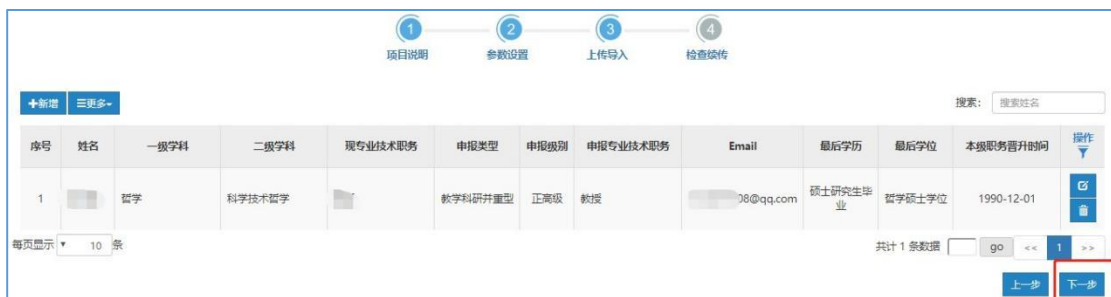 1 2 3 4
项目说明 参数设置 上传导入 检查续传
+新增 三更多 搜索: 搜索姓名
序号 姓名 一级学科 二级学科 现专业技术职务 申报类型 申报级别 申报专业技术职务 Email 最后学历 最后学位 本级职务晋升时间 操作
1 哲学 科学技术哲学 教学科研并重型 正高级 教授 08@qq.com 硕士研究生毕业 哲学硕士学位 1990-12-01
每页显示 10 条 共计 1 条数据 go << 1 >>
上一步 下一步